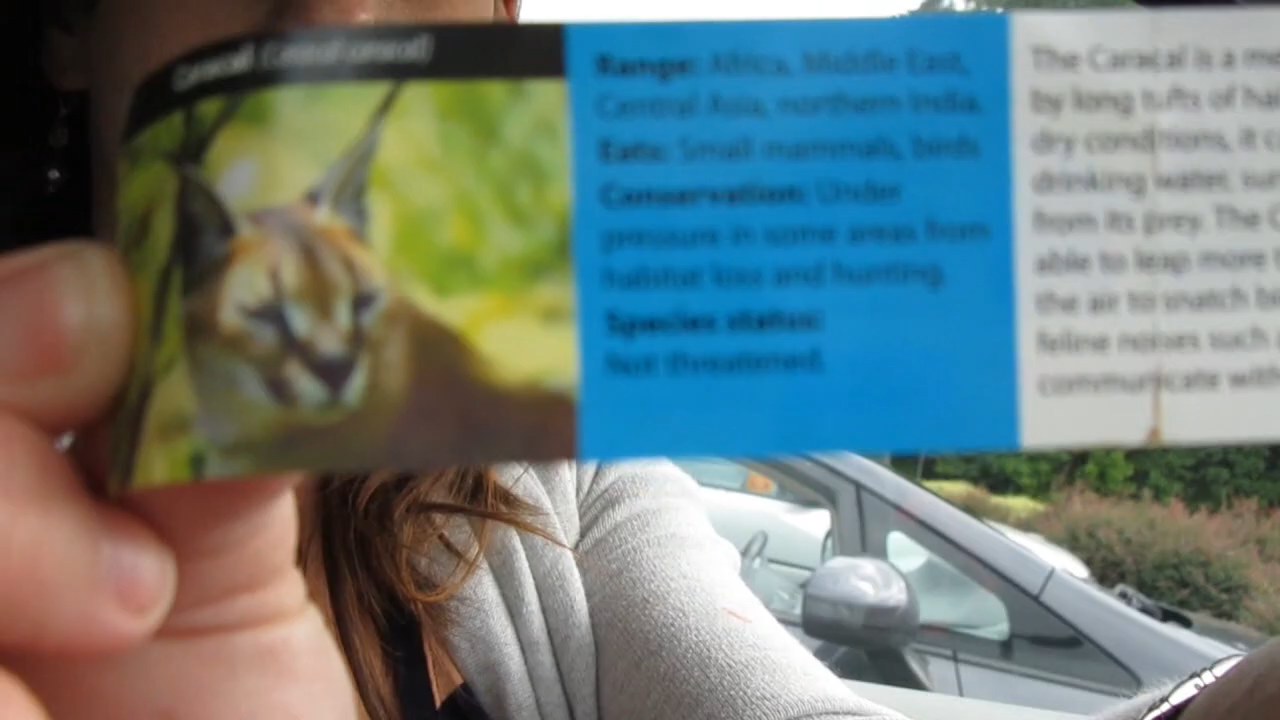 Caracal (Caracal caracal)
Range: Africa, Middle East,
Central Asia, northern India.
Eats: Small mammals, birds
Conservation: Under
pressure in some areas from
habitat loss and hunting.
Species status:
Not threatened.
The Caracal is a me
by long tufts of hai
dry conditions, it c
drinking water, sur
from its prey. The C
able to leap more t
the air to snatch bi
feline noises such
communicate with